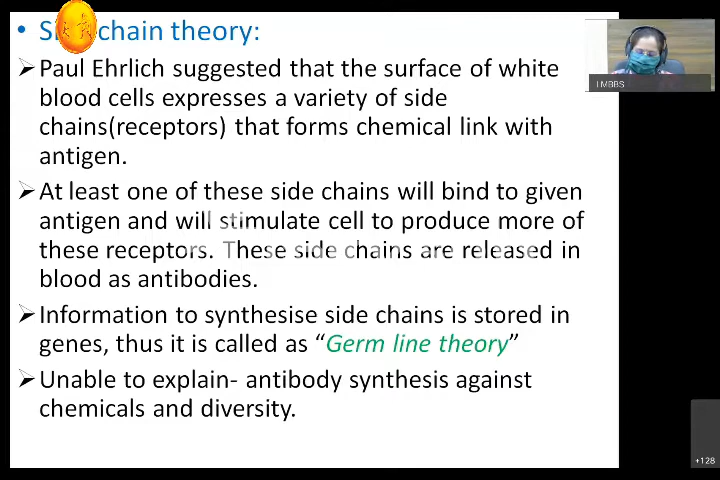 • S chain theory:
➢Paul Ehrlich suggested that the surface of white
blood cells expresses a variety of side
chains(receptors) that forms chemical link with
antigen.
➢At least one of these side chains will bind to given
antigen and will stimulate cell to produce more of
these receptors. These side chains are released in
blood as antibodies.
➢Information to synthesise side chains is stored in
genes, thus it is called as “Germ line theory”
➢Unable to explain- antibody synthesis against
chemicals and diversity.
I MBBS
+128